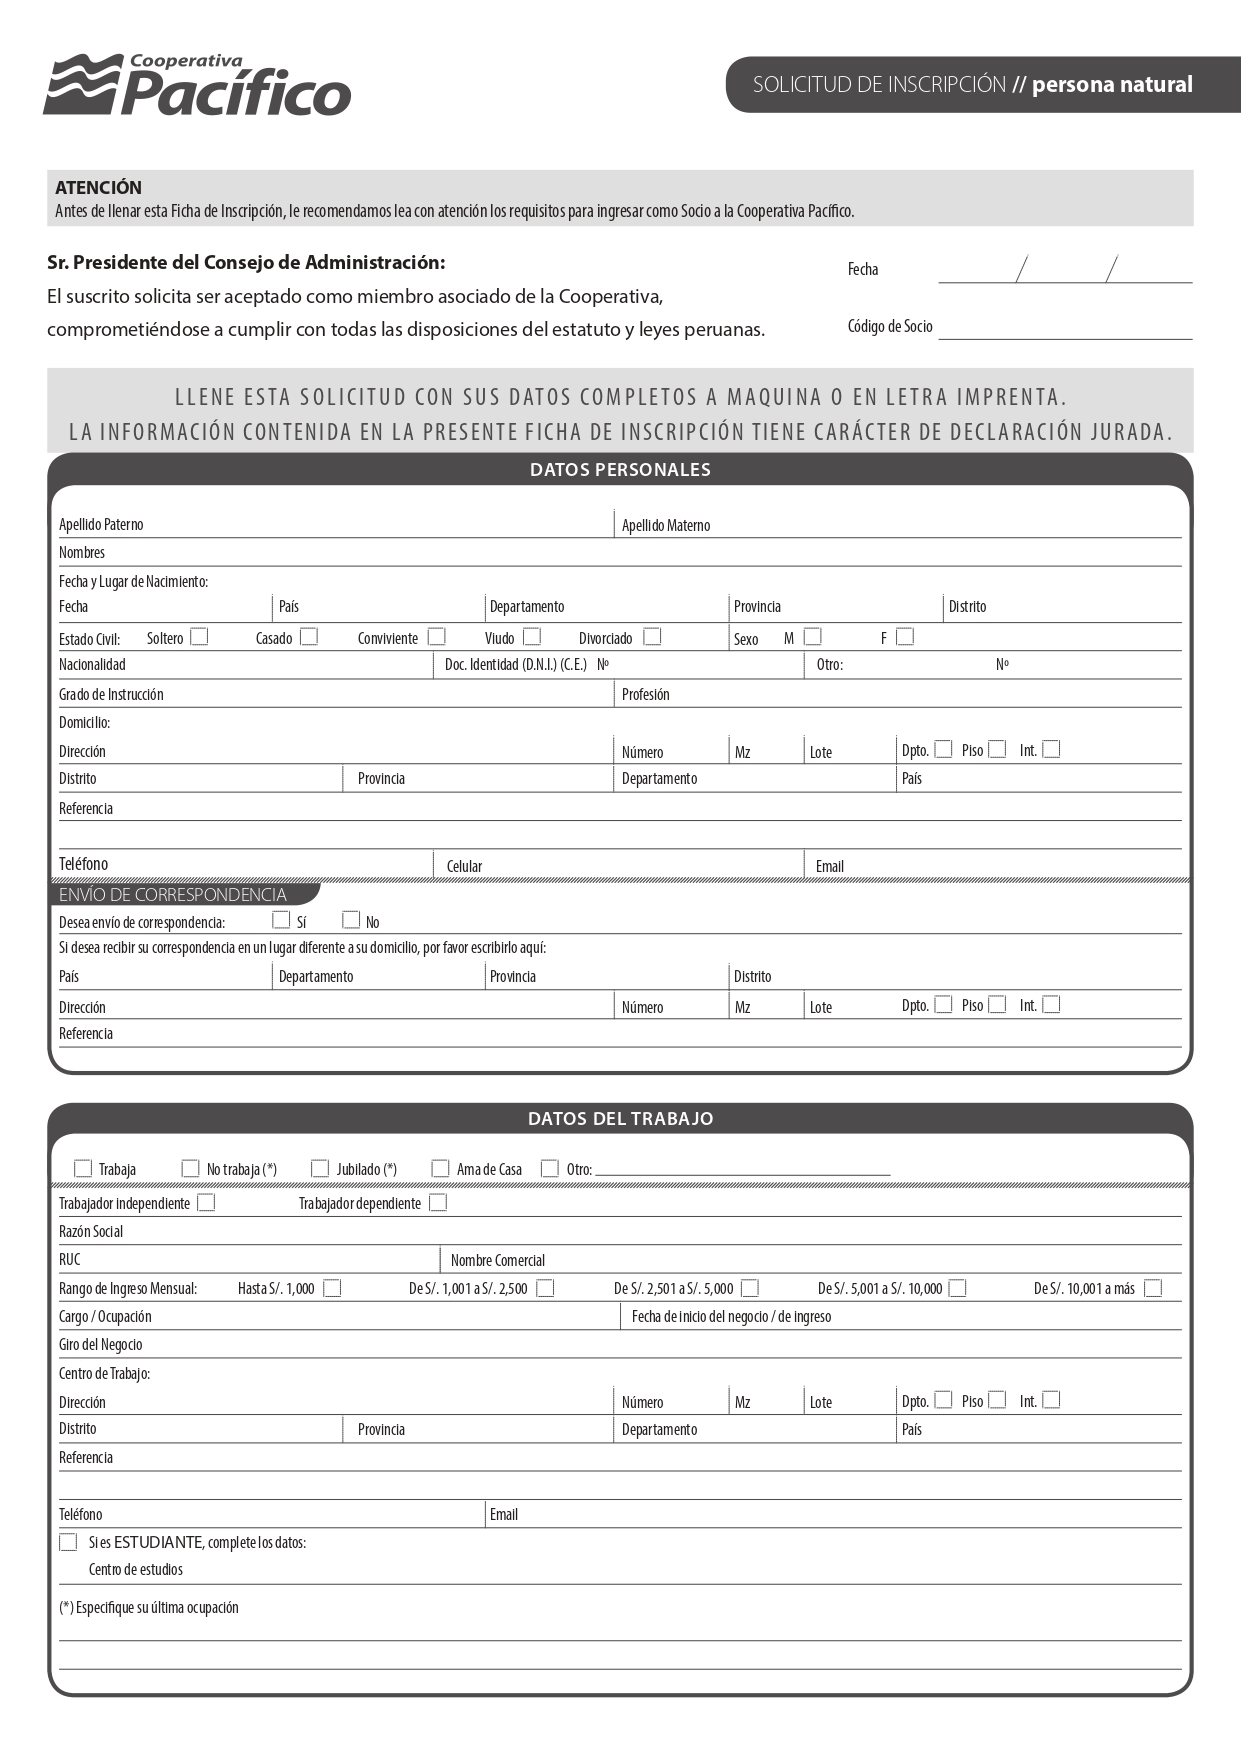 Cooperativa
Pacífico
SOLICITUD DE INSCRIPCIÓN // persona natural
ATENCIÓN
Antes de llenar esta Ficha de Inscripción, le recomendamos lea con atención los requisitos para ingresar como Socio a la Cooperativa Pacífico.
Sr. Presidente del Consejo de Administración:
El suscrito solicita ser aceptado como miembro asociado de la Cooperativa,
comprometiéndose a cumplir con todas las disposiciones del estatuto y leyes peruanas.
Fecha / /
Código de Socio
LLENE ESTA SOLICITUD CON SUS DATOS COMPLETOS A MAQUINA O EN LETRA IMPRENTA.
LA INFORMACIÓN CONTENIDA EN LA PRESENTE FICHA DE INSCRIPCIÓN TIENE CARÁCTER DE DECLARACIÓN JURADA.
DATOS PERSONALES
Apellido Paterno Apellido Materno
Nombres
Fecha y Lugar de Nacimiento:
Fecha País Departamento Provincia Distrito
Estado Civil: Soltero Casado Conviviente Viudo Divorciado Sexo M F
Nacionalidad Doc. Identidad (D.N.I.) (C.E.) Nº Otro: Nº
Grado de Instrucción Profesión
Domicilio:
Dirección Número Mz Lote Dpto. Piso Int.
Distrito Provincia Departamento País
Referencia
Teléfono Celular Email
ENVÍO DE CORRESPONDENCIA
Desea envío de correspondencia: Sí No
Si desea recibir su correspondencia en un lugar diferente a su domicilio, por favor escribirlo aquí:
País Departamento Provincia Distrito
Dirección Número Mz Lote Dpto. Piso Int.
Referencia
DATOS DEL TRABAJO
Trabaja No trabaja (*) Jubilado (*) Ama de Casa Otro:
Trabajador independiente Trabajador dependiente
Razón Social
RUC Nombre Comercial
Rango de Ingreso Mensual: Hasta S/. 1,000 De S/. 1,001 a S/. 2,500 De S/. 2,501 a S/. 5,000 De S/. 5,001 a S/. 10,000 De S/. 10,001 a más
Cargo / Ocupación Fecha de inicio del negocio / de ingreso
Giro del Negocio
Centro de Trabajo:
Dirección Número Mz Lote Dpto. Piso Int.
Distrito Provincia Departamento País
Referencia
Teléfono Email
Si es ESTUDIANTE, complete los datos:
Centro de estudios
(*) Especifique su última ocupación